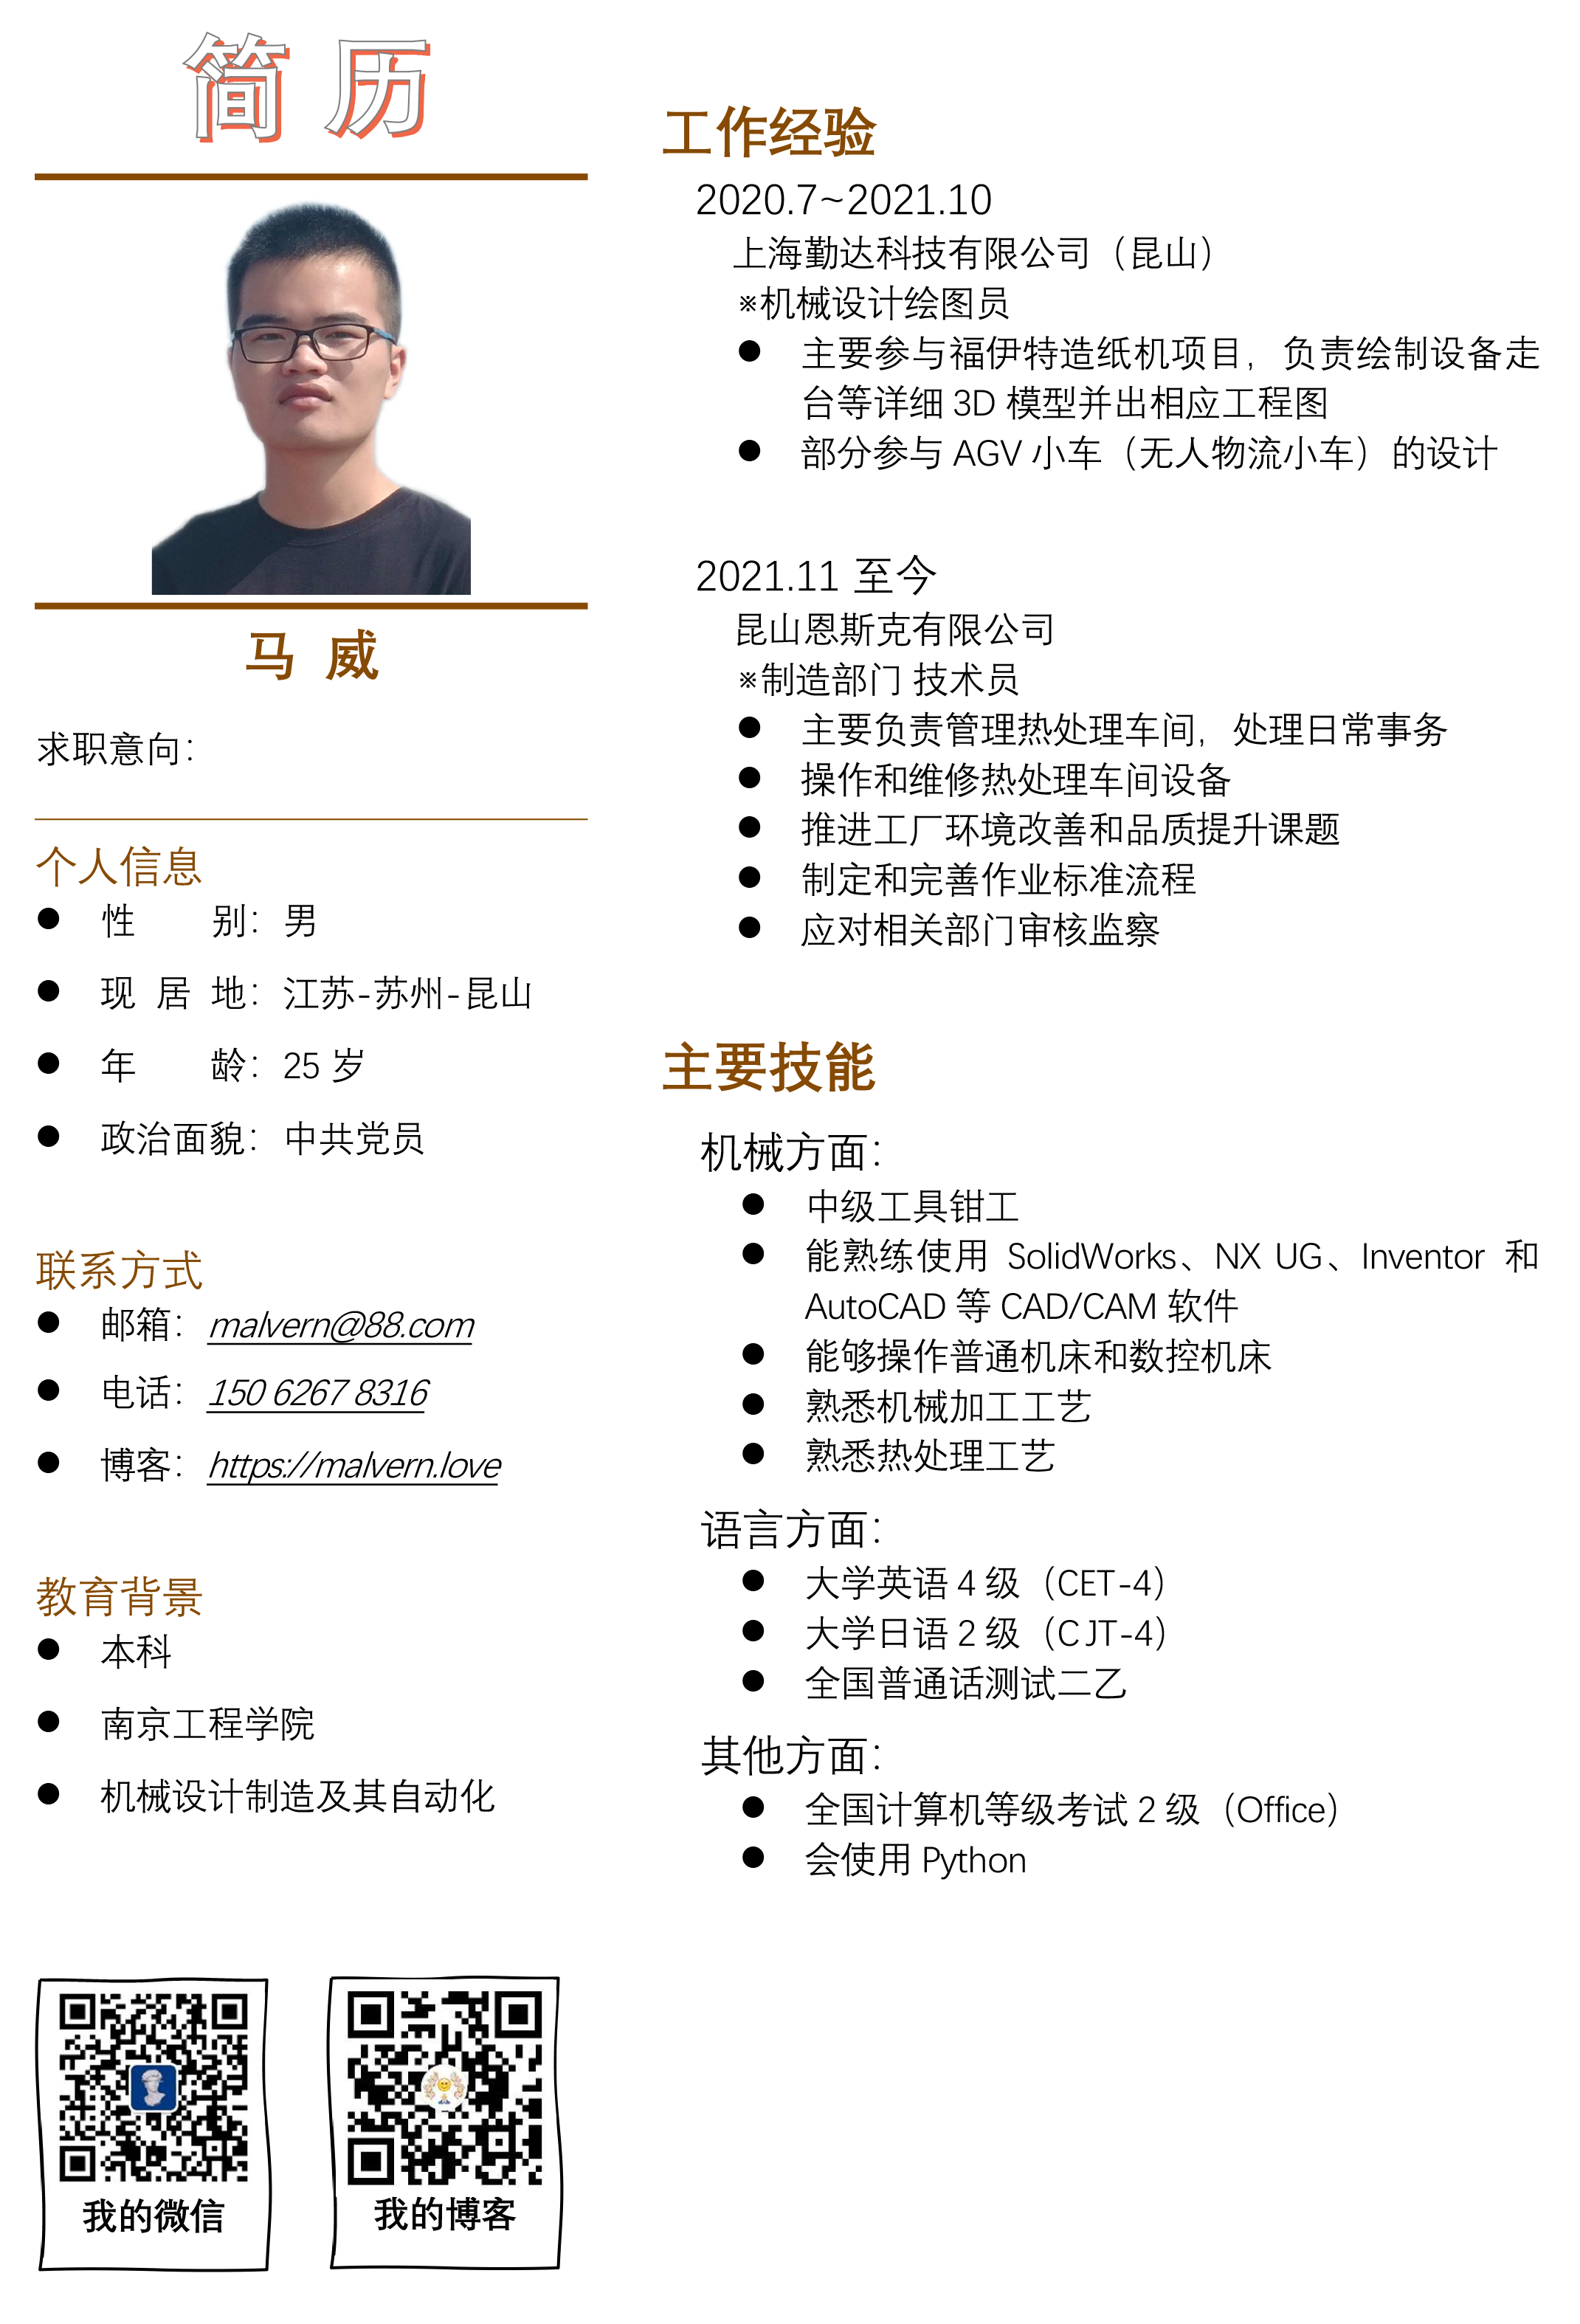 简 历
马 威
求职意向：
个人信息
● 性 别：男
● 现 居 地：江苏-苏州-昆山
● 年 龄：25 岁
● 政治面貌：中共党员
联系方式
● 邮箱：malvern@88.com
● 电话：150 6267 8316
● 博客：https://malvern.love
教育背景
● 本科
● 南京工程学院
● 机械设计制造及其自动化
我的微信
我的博客
工作经验
2020.7~2021.10
上海勤达科技有限公司（昆山）
※机械设计绘图员
● 主要参与福伊特造纸机项目，负责绘制设备走
台等详细 3D 模型并出相应工程图
● 部分参与 AGV 小车（无人物流小车）的设计
2021.11 至今
昆山恩斯克有限公司
※制造部门 技术员
● 主要负责管理热处理车间，处理日常事务
● 操作和维修热处理车间设备
● 推进工厂环境改善和品质提升课题
● 制定和完善作业标准流程
● 应对相关部门审核监察
主要技能
机械方面：
● 中级工具钳工
● 能熟练使用 SolidWorks、NX UG、Inventor 和
AutoCAD 等 CAD/CAM 软件
● 能够操作普通机床和数控机床
● 熟悉机械加工工艺
● 熟悉热处理工艺
语言方面：
● 大学英语 4 级（CET-4）
● 大学日语 2 级（CJT-4）
● 全国普通话测试二乙
其他方面：
● 全国计算机等级考试 2 级（Office）
● 会使用 Python